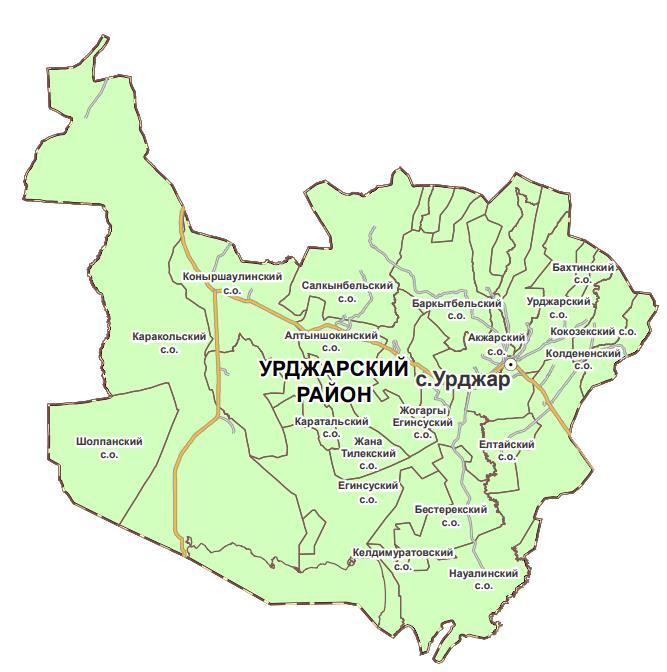 Бахтинский
с.о.
Коныршаулинский
с.о.
Салкынбельский
с.о.
Баркытбельский
с.о.
Урджарский
с.о.
Каракольский
с.о.
Алтыншокинский
с.о.
Акжарский
с.о.
Кокозекский с.о.
Колдененский
с.о.
УРДЖАРСКИЙ
РАЙОН
с.Урджар
Каратальский
с.о.
Жогаргы
Егинсуский
с.о.
Шолпанский
с.о.
Жана
Тилекский
с.о.
Елтайский
с.о.
Егинсуский
с.о.
Бестерекский
с.о.
Келдимуратовский
с.о.
Науалинский
с.о.